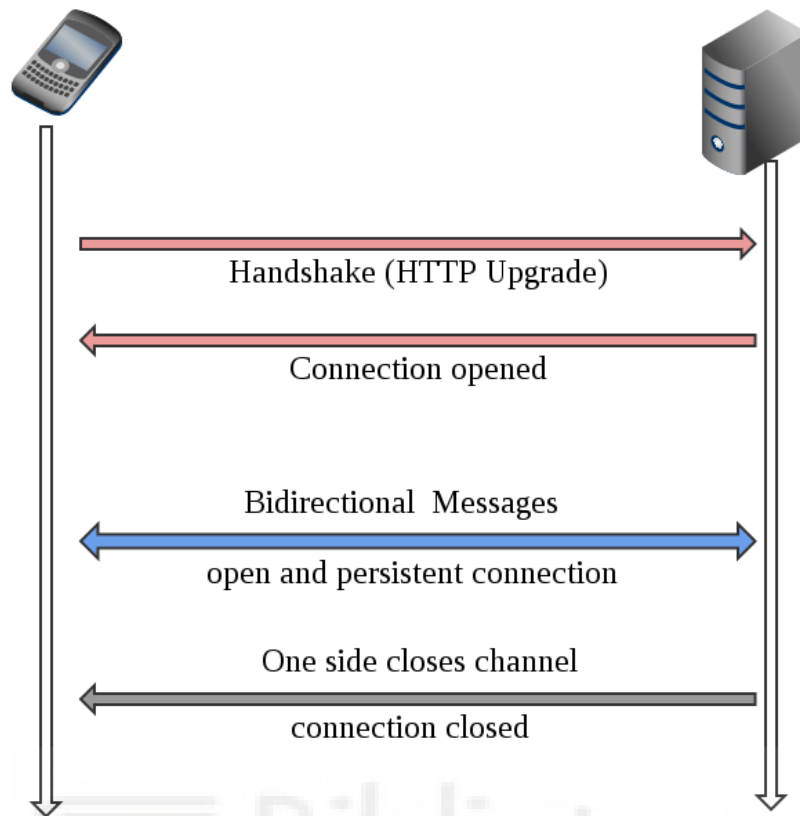 Handshake (HTTP Upgrade)
Connection opened
Bidirectional Messages
open and persistent connection
One side closes channel
connection closed